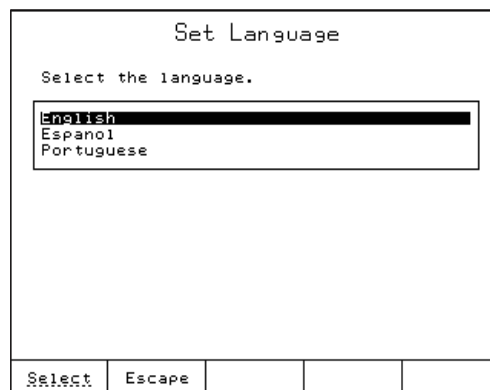 Set Language
Select the language.
English
Espanol
Portuguese
Select Escape